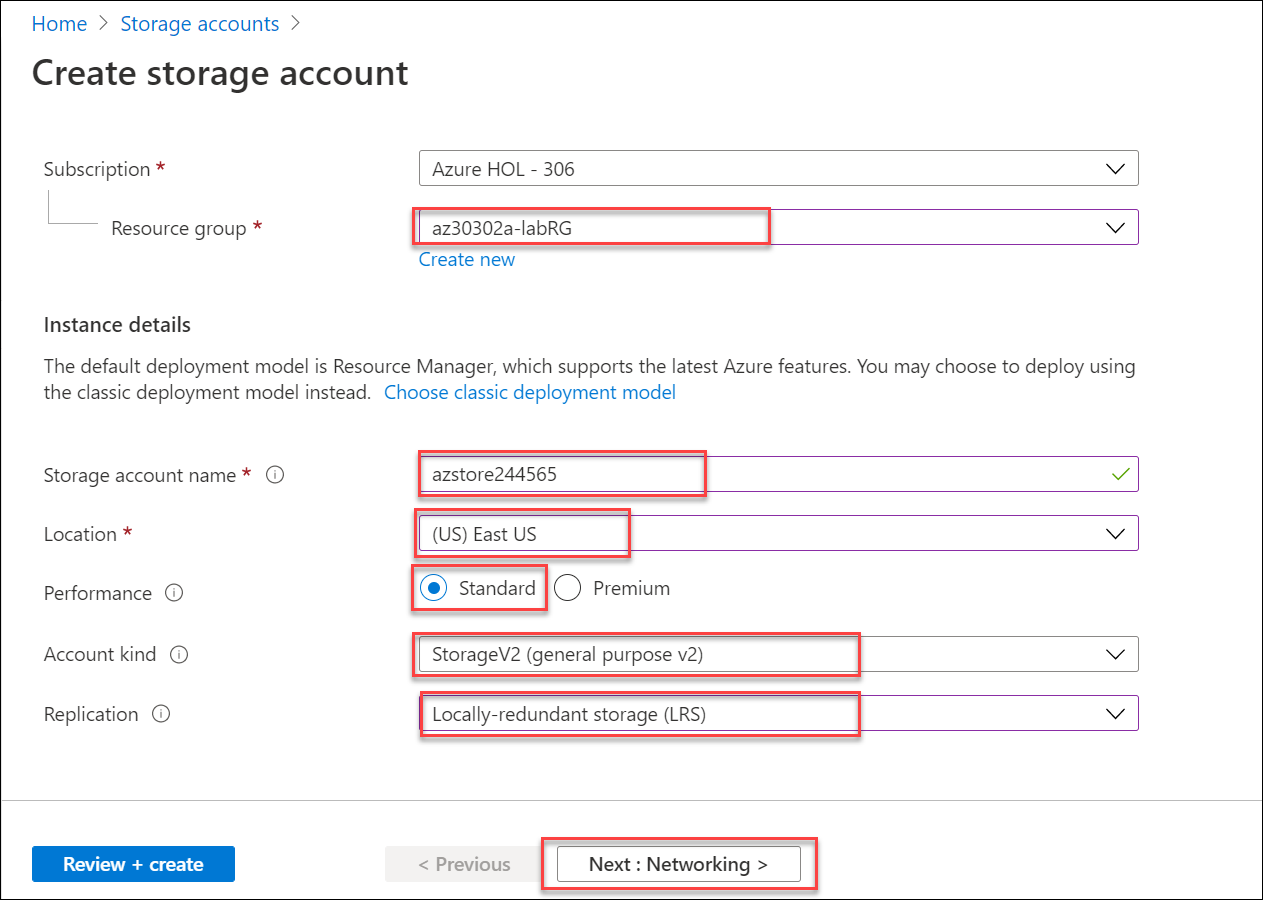 Home > Storage accounts >
Create storage account
Subscription * Azure HOL - 306
Resource group * az30302a-labRG
Create new
Instance details
The default deployment model is Resource Manager, which supports the latest Azure features. You may choose to deploy using
the classic deployment model instead. Choose classic deployment model
Storage account name * azstore244565
Location * (US) East US
Performance Standard Premium
Account kind StorageV2 (general purpose v2)
Replication Locally-redundant storage (LRS)
Review + create < Previous Next : Networking >